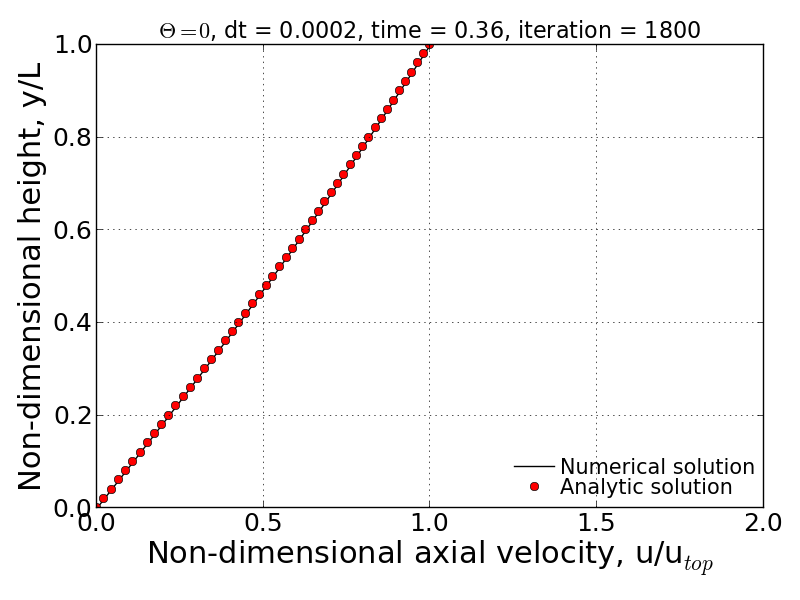 Θ = 0, dt = 0.0002, time = 0.36, iteration = 1800
Non-dimensional height, y/L
1.0
0.8
0.6
0.4
0.2
0.0
0.0 0.5 1.0 1.5 2.0
Numerical solution
Analytic solution
Non-dimensional axial velocity, u/u_top